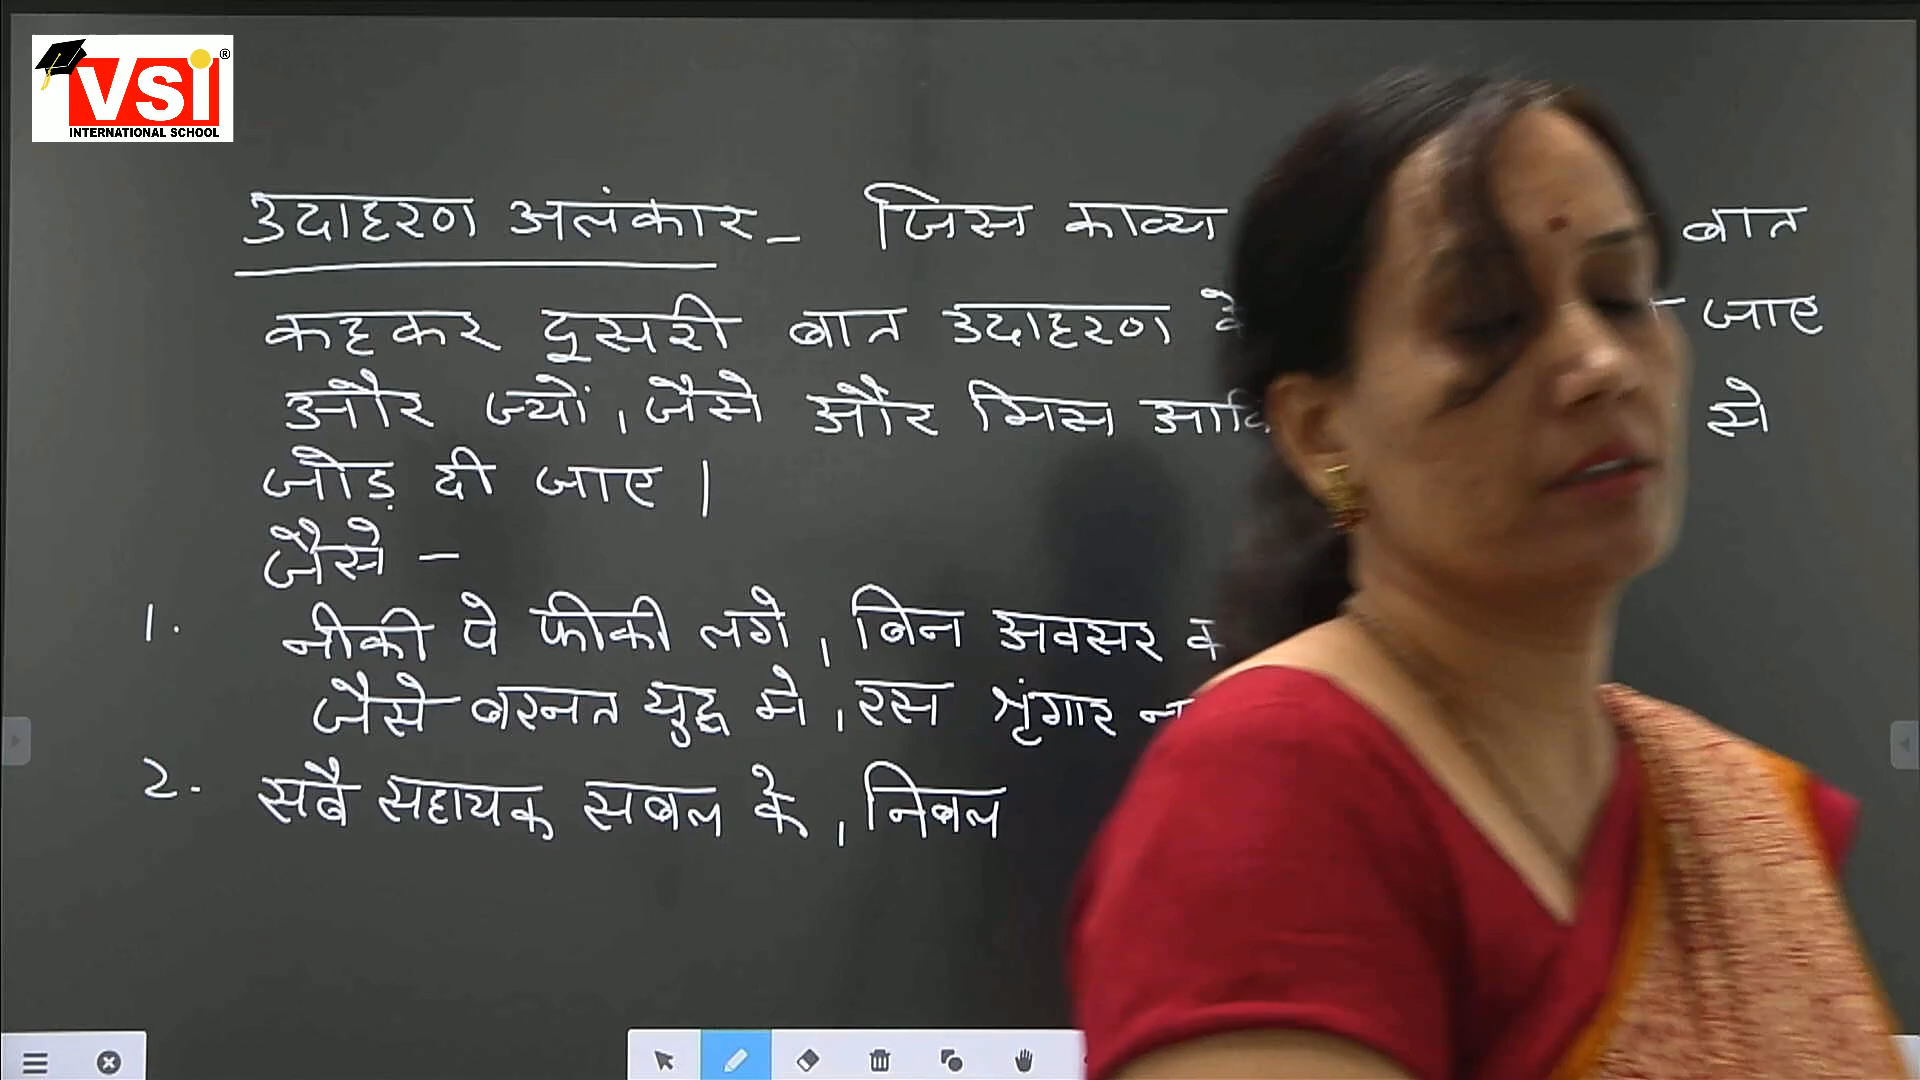 vsi®
INTERNATIONAL SCHOOL
उदाहरण अलंकार - जिस काव्य बात
कहकर दूसरी बात उदाहरण के जाए
और ज्यों, जैसे और मिस आदि से
जोड़ दी जाए।
जैसे -
1. नीकी पे फीकी लगे, बिन अवसर
जैसे बरनत युद्ध मे, रस श्रृंगार
2. सबै सहायक सबल के, निबल